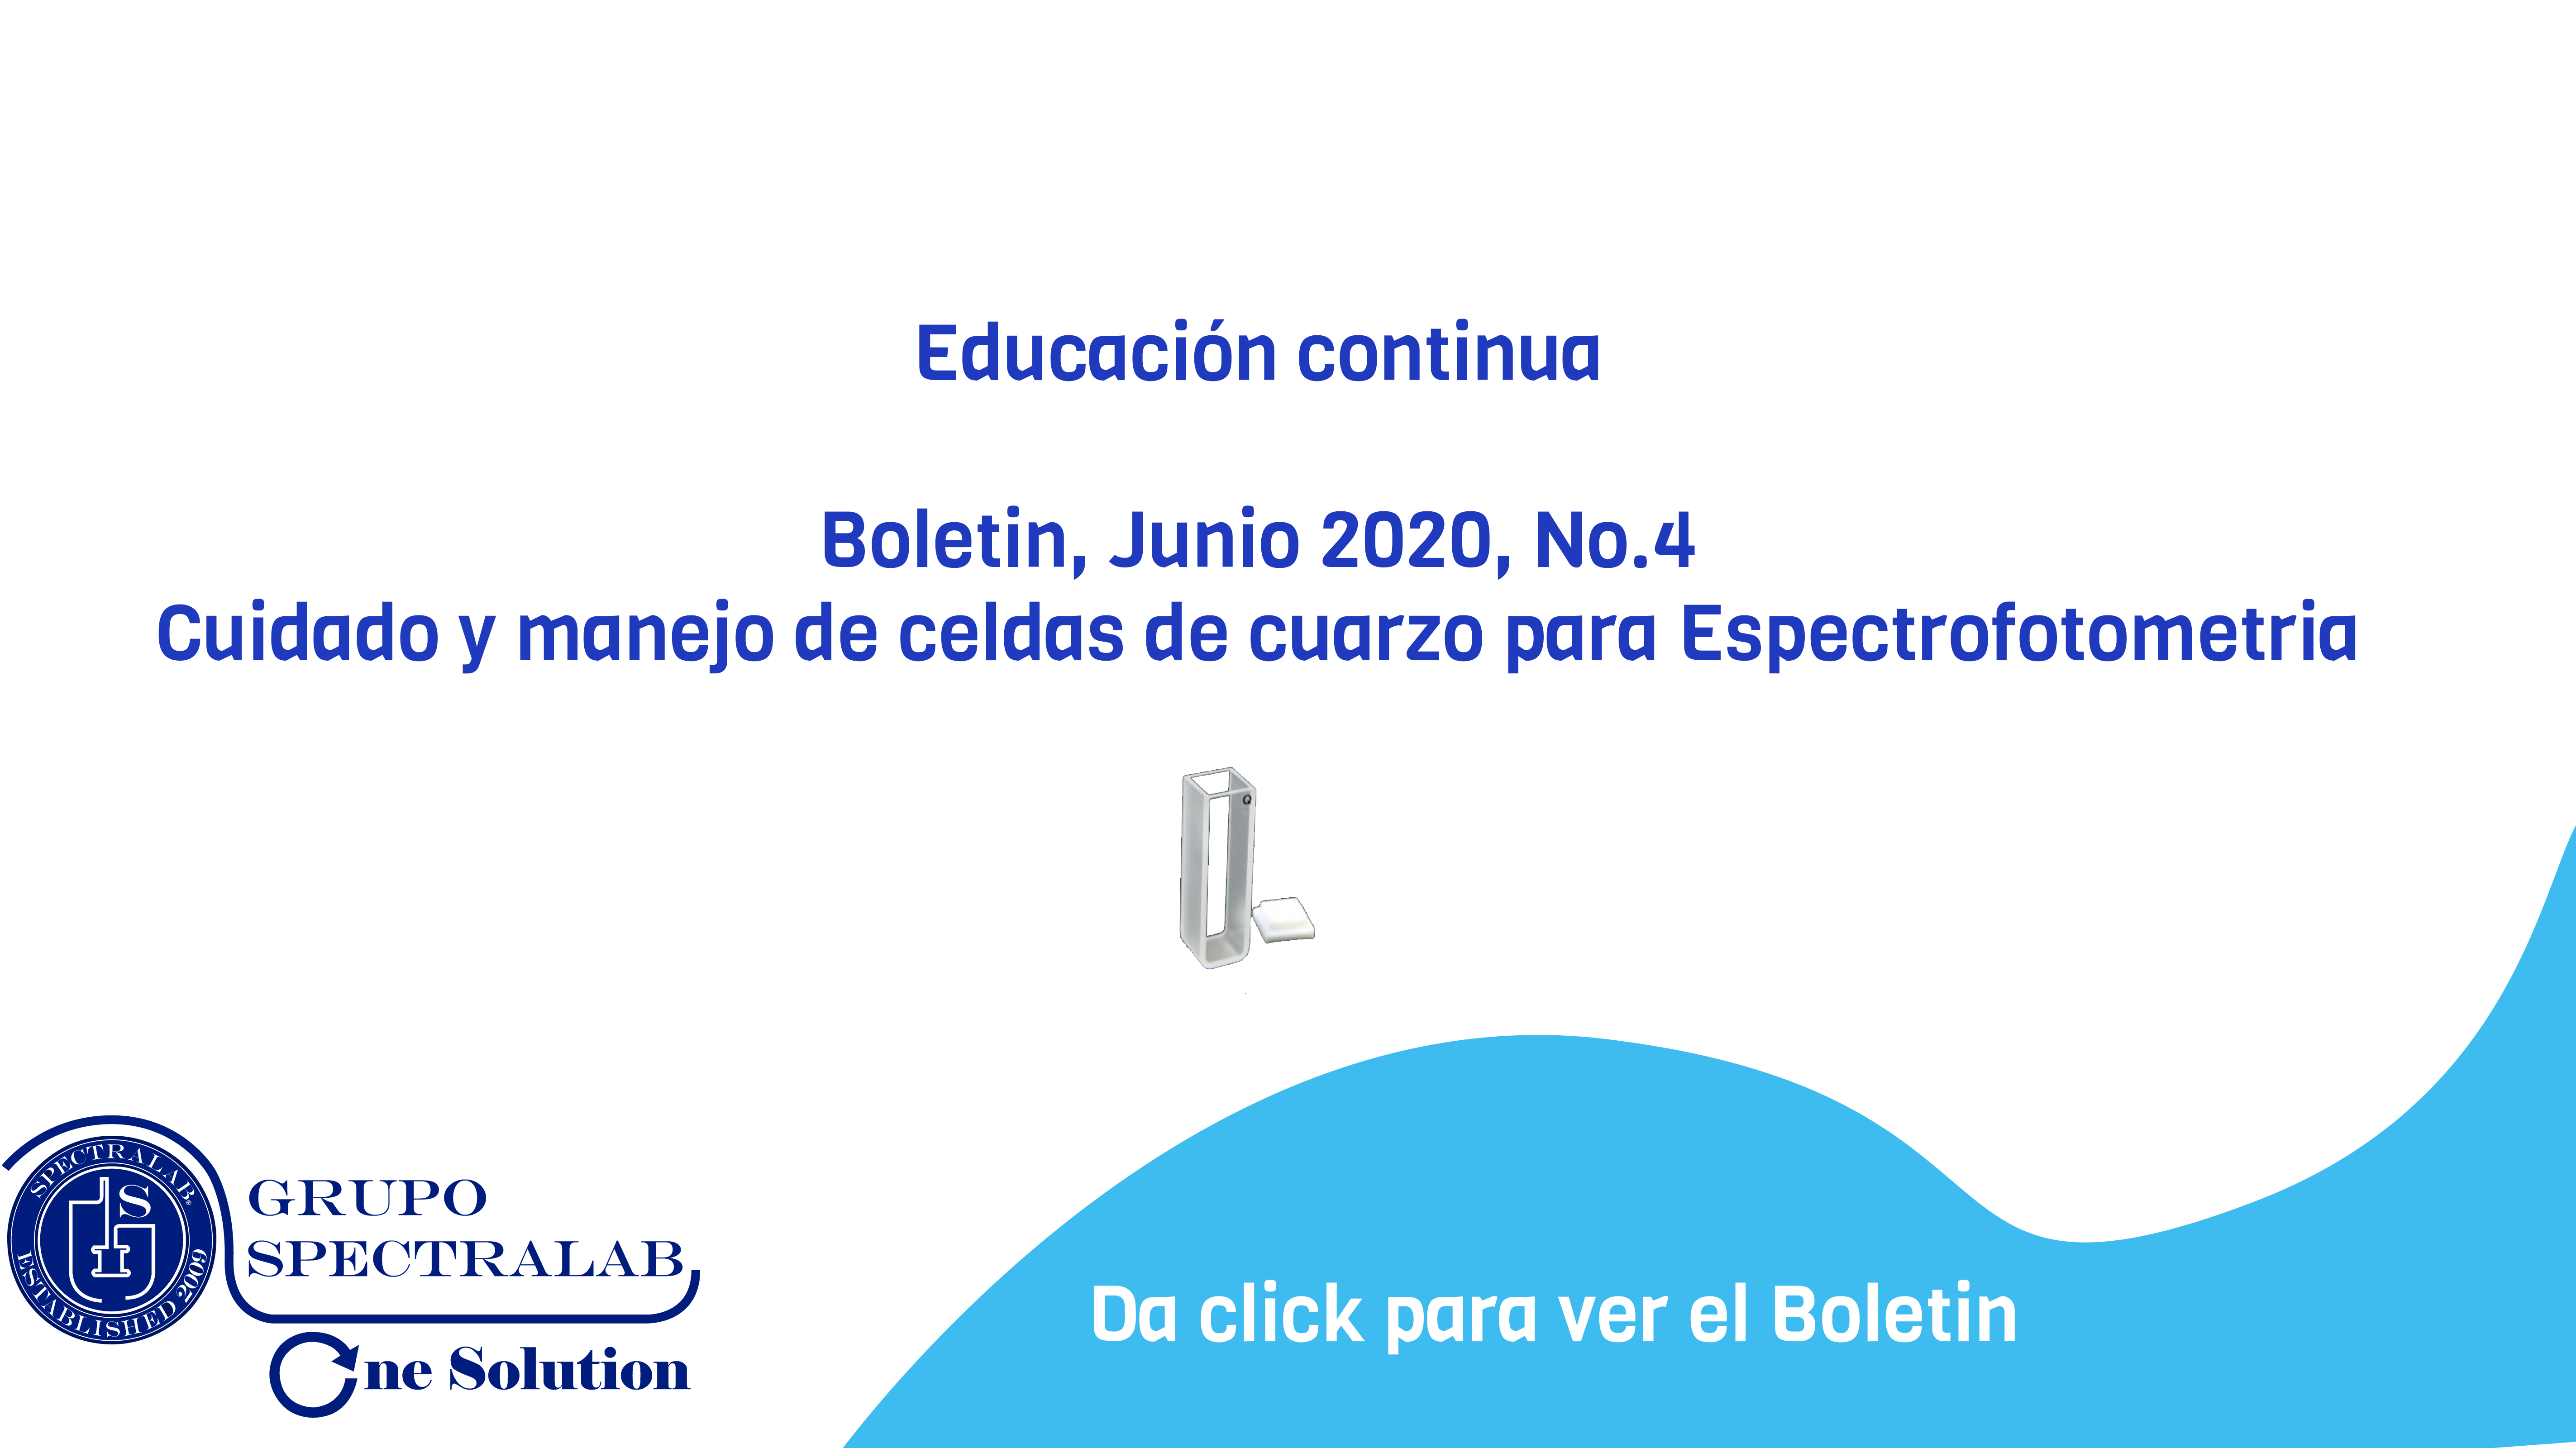 Educación continua
Boletin, Junio 2020, No.4
Cuidado y manejo de celdas de cuarzo para Espectrofotometria
Q
SPECTRALAB®
S
ESTABLISHED 2009
GRUPO
SPECTRALAB
One Solution
Da click para ver el Boletin